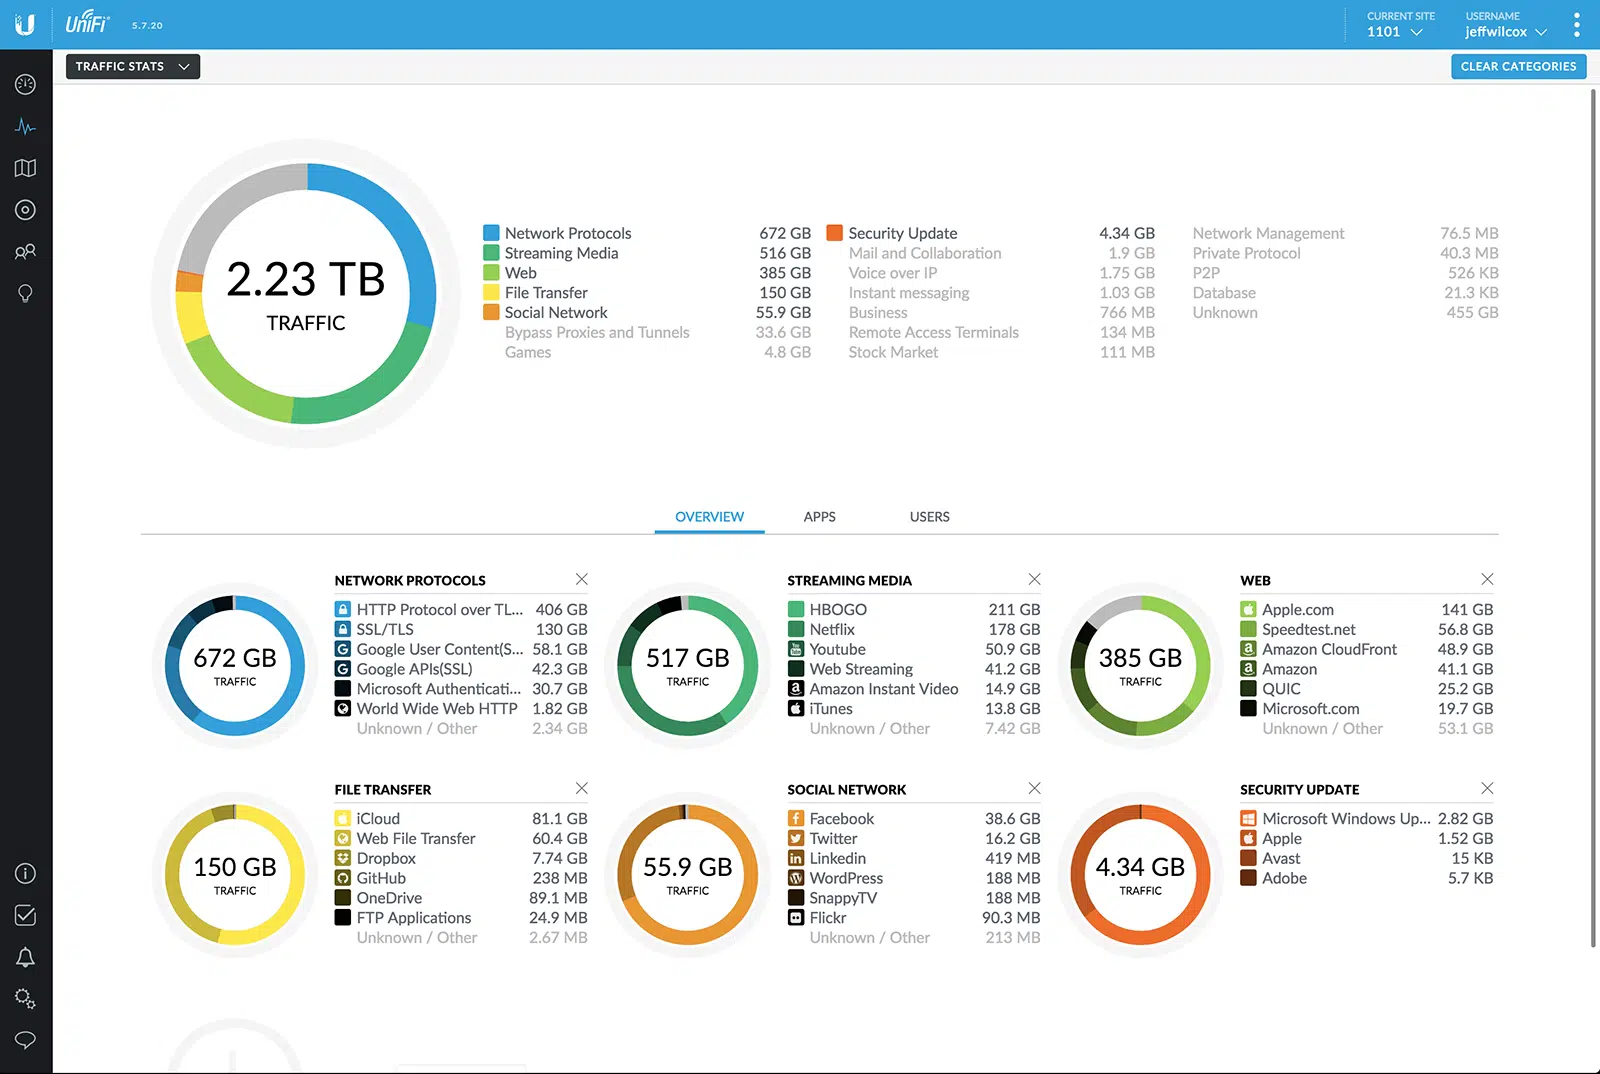 UniFi 5.7.20
CURRENT SITE
1101
USERNAME
jeffwilcox
TRAFFIC STATS
CLEAR CATEGORIES
2.23 TB
TRAFFIC
Network Protocols 672 GB
Streaming Media 516 GB
Web 385 GB
File Transfer 150 GB
Social Network 55.9 GB
Bypass Proxies and Tunnels 33.6 GB
Games 4.8 GB
Security Update 4.34 GB
Mail and Collaboration 1.9 GB
Voice over IP 1.75 GB
Instant messaging 1.03 GB
Business 766 MB
Remote Access Terminals 134 MB
Stock Market 111 MB
Network Management 76.5 MB
Private Protocol 40.3 MB
P2P 526 KB
Database 21.3 KB
Unknown 455 GB
OVERVIEW APPS USERS
672 GB
TRAFFIC
NETWORK PROTOCOLS
HTTP Protocol over TL... 406 GB
SSL/TLS 130 GB
Google User Content(S... 58.1 GB
Google APIs(SSL) 42.3 GB
Microsoft Authenticati... 30.7 GB
World Wide Web HTTP 1.82 GB
Unknown / Other 2.34 GB
517 GB
TRAFFIC
STREAMING MEDIA
HBOGO 211 GB
Netflix 178 GB
Youtube 50.9 GB
Web Streaming 41.2 GB
Amazon Instant Video 14.9 GB
iTunes 13.8 GB
Unknown / Other 7.42 GB
385 GB
TRAFFIC
WEB
Apple.com 141 GB
Speedtest.net 56.8 GB
Amazon CloudFront 48.9 GB
Amazon 41.1 GB
QUIC 25.2 GB
Microsoft.com 19.7 GB
Unknown / Other 53.1 GB
150 GB
TRAFFIC
FILE TRANSFER
iCloud 81.1 GB
Web File Transfer 60.4 GB
Dropbox 7.74 GB
GitHub 238 MB
OneDrive 89.1 MB
FTP Applications 24.9 MB
Unknown / Other 2.67 MB
55.9 GB
TRAFFIC
SOCIAL NETWORK
Facebook 38.6 GB
Twitter 16.2 GB
Linkedin 419 MB
WordPress 188 MB
SnappyTV 188 MB
Flickr 90.3 MB
Unknown / Other 213 MB
4.34 GB
TRAFFIC
SECURITY UPDATE
Microsoft Windows Up... 2.82 GB
Apple 1.52 GB
Avast 15 KB
Adobe 5.7 KB